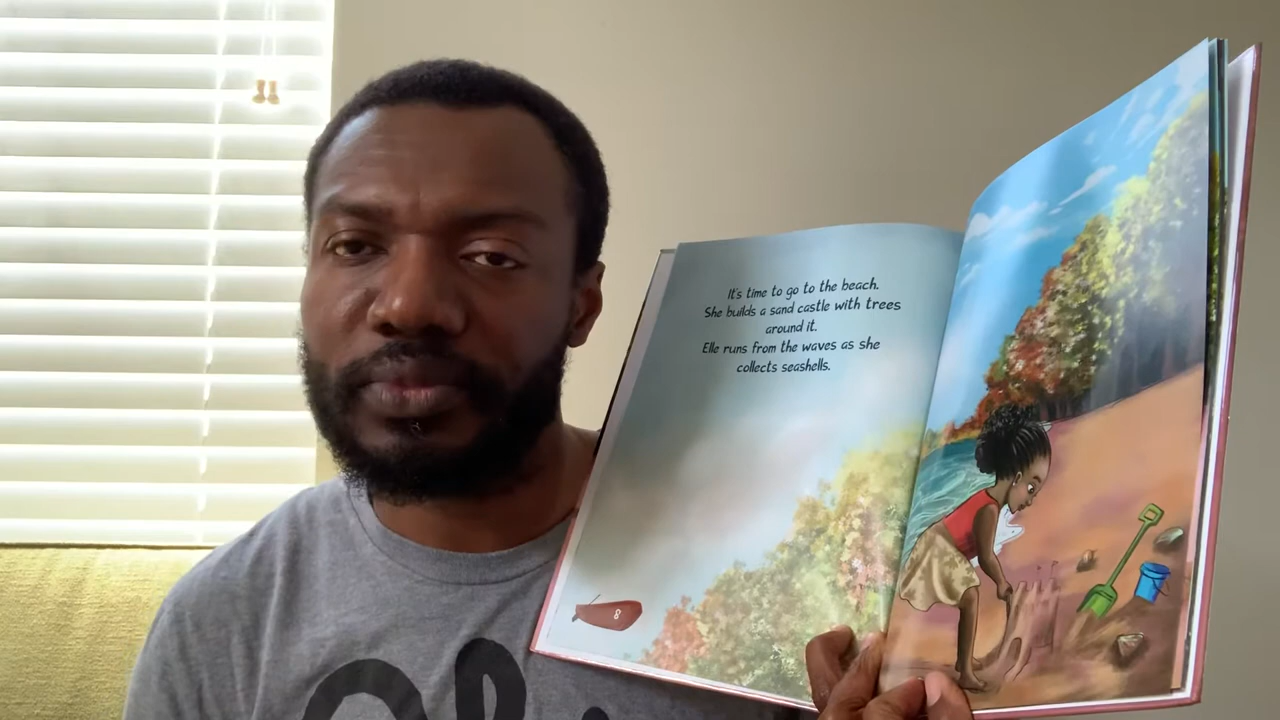 It's time to go to the beach.
She builds a sand castle with trees
around it.
Elle runs from the waves as she
collects seashells.
8